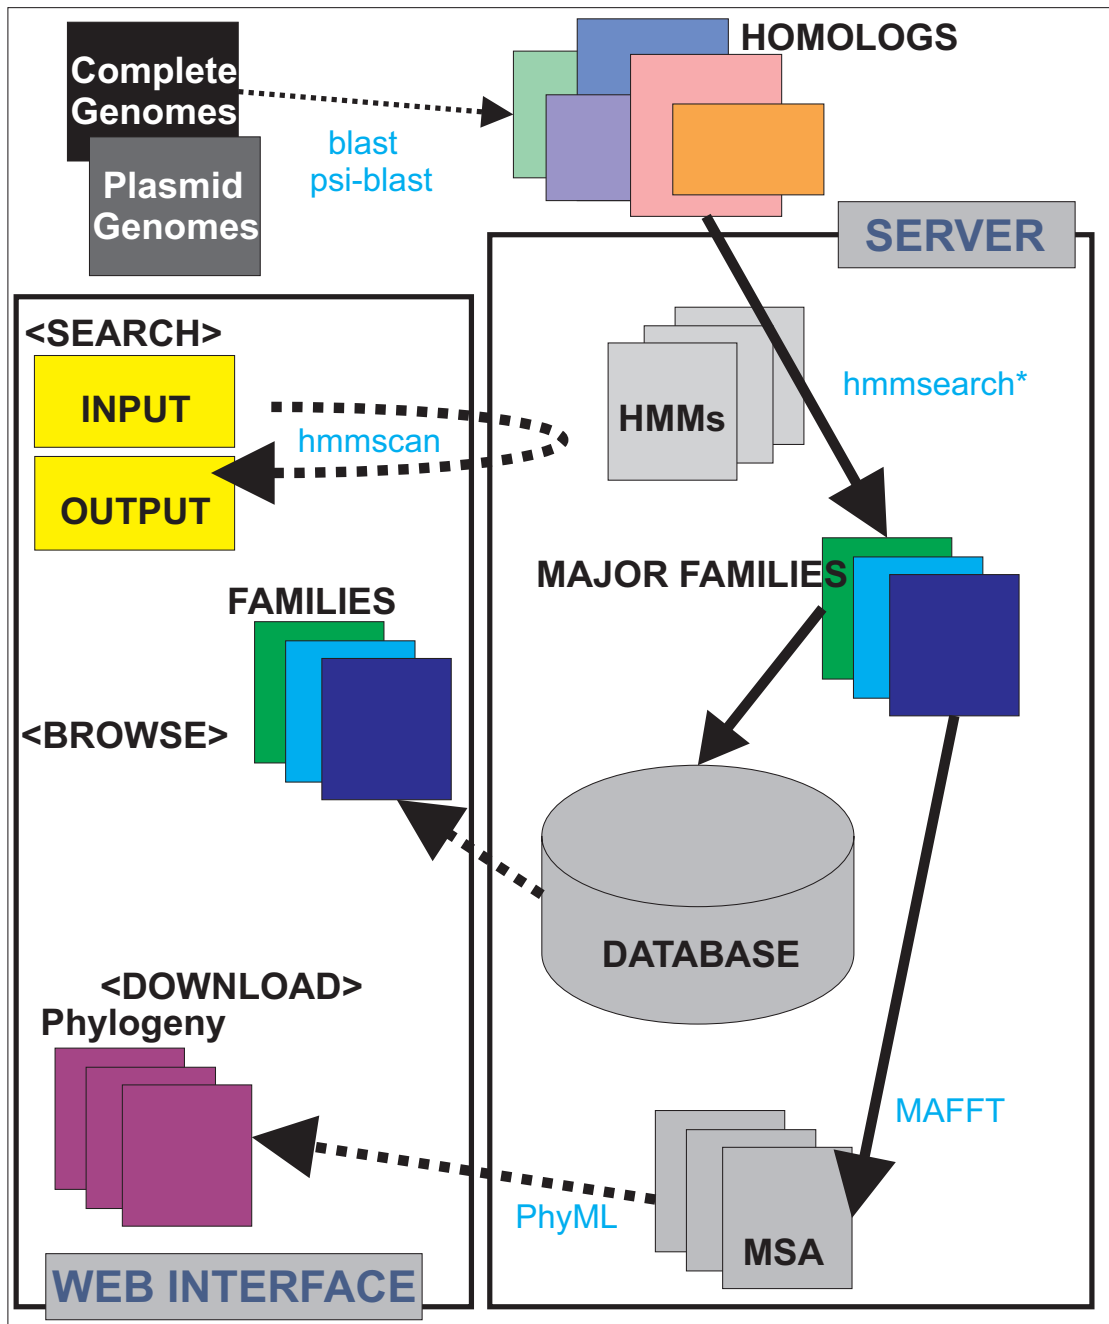 Complete
Genomes
Plasmid
Genomes
blast
psi-blast
HOMOLOGS
SERVER
<SEARCH>
INPUT
OUTPUT
hmmscan
HMMs
hmmsearch*
MAJOR FAMILIES
FAMILIES
<BROWSE>
DATABASE
<DOWNLOAD>
Phylogeny
MAFFT
PhyML
MSA
WEB INTERFACE